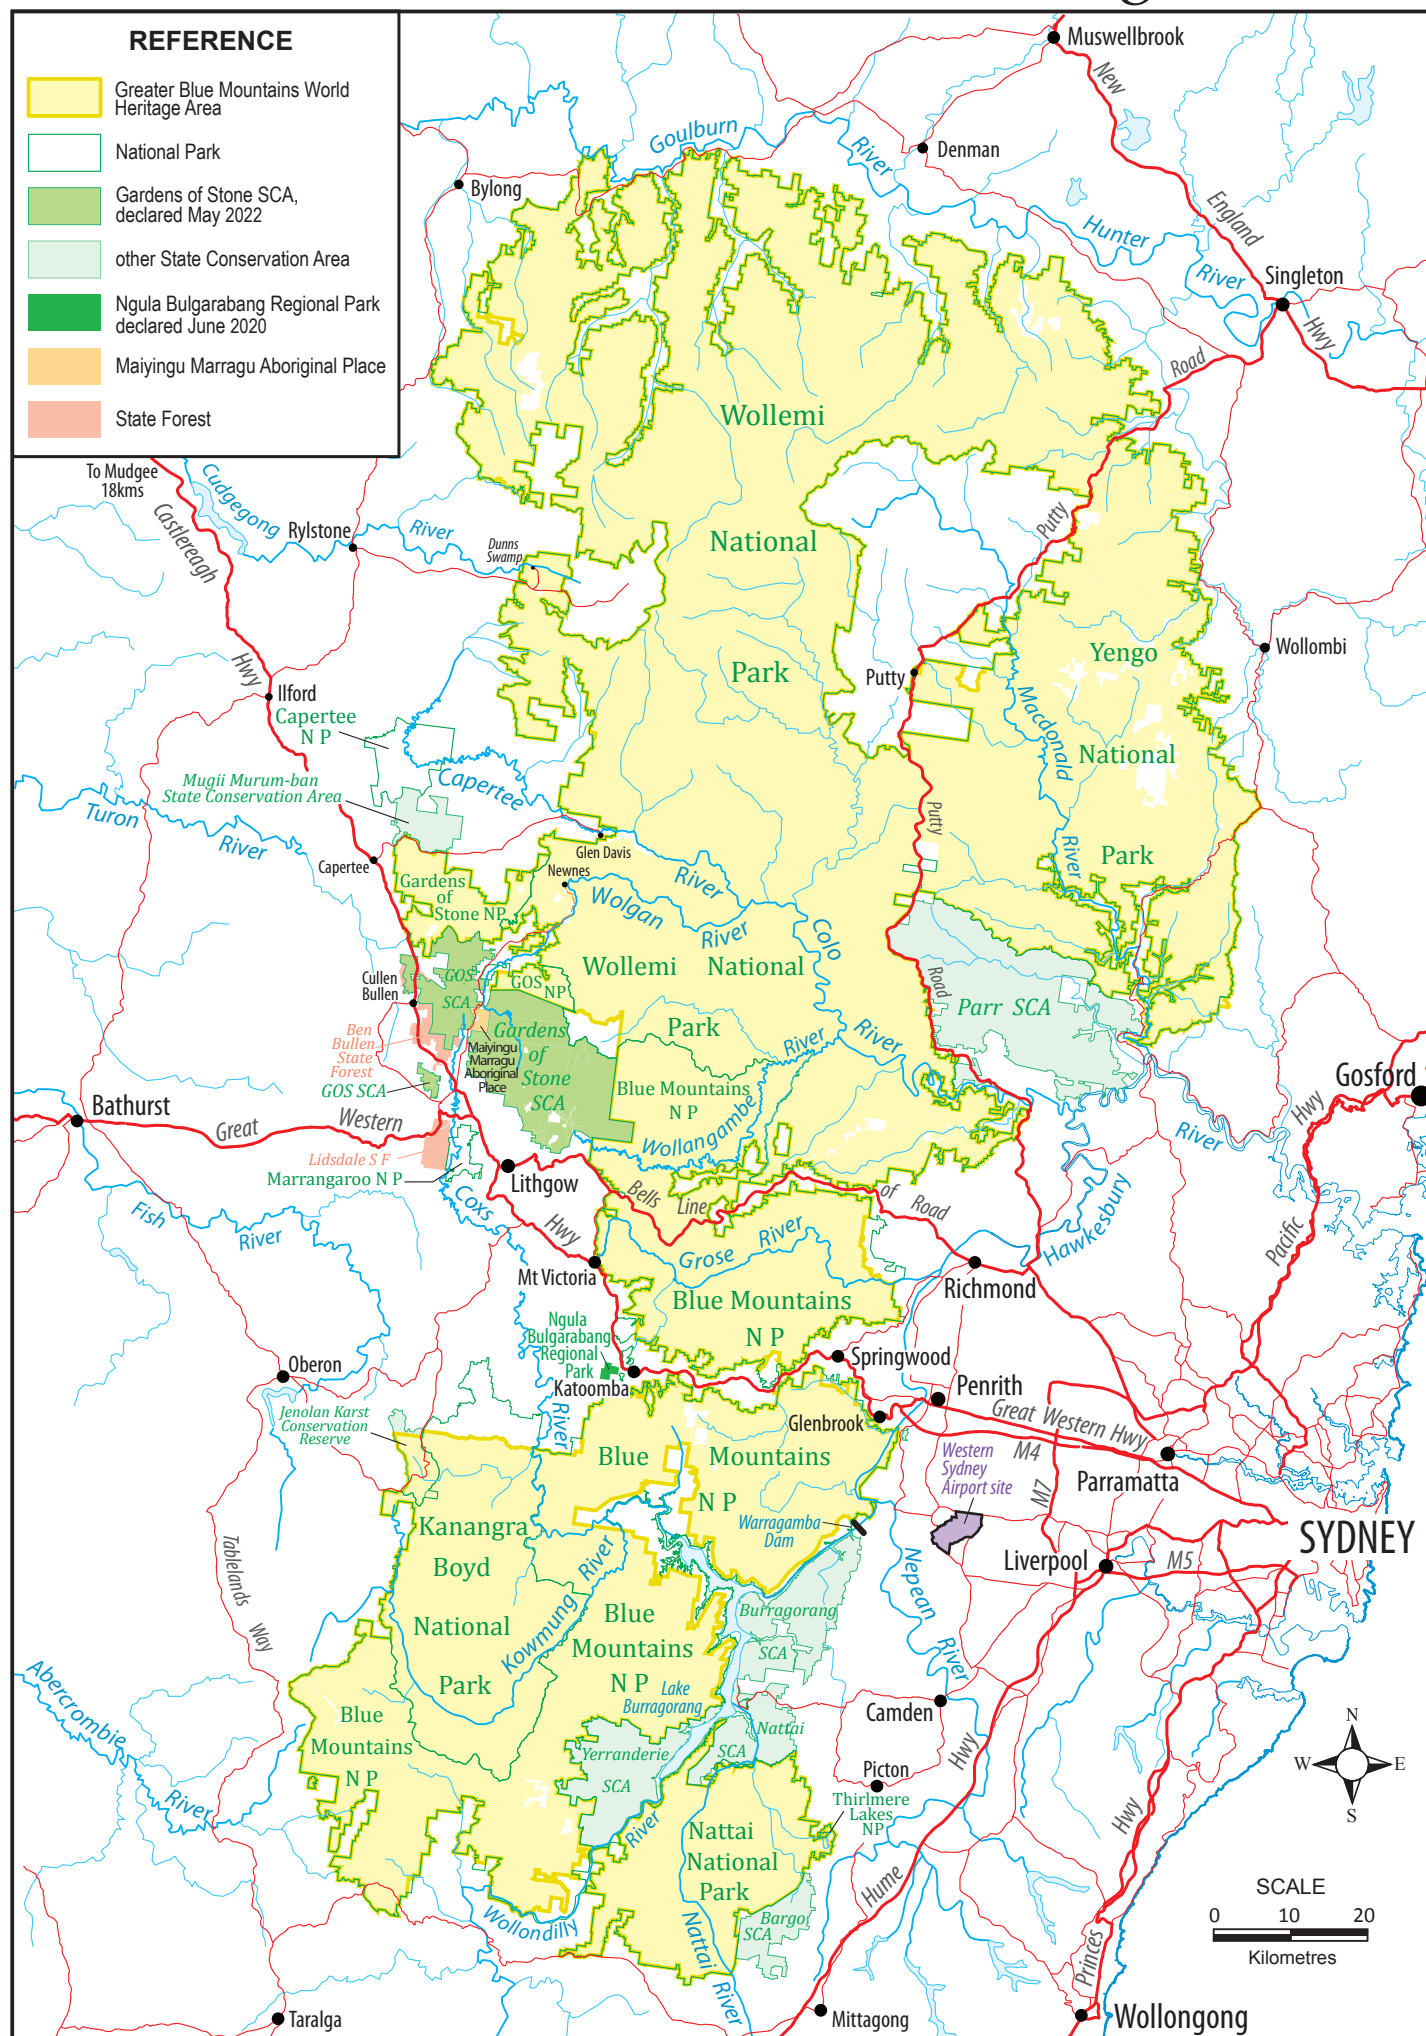 REFERENCE
Greater Blue Mountains World
Heritage Area
National Park
Gardens of Stone SCA,
declared May 2022
other State Conservation Area
Ngula Bulgarabang Regional Park
declared June 2020
Maiyingu Marragu Aboriginal Place
State Forest
Muswellbrook
New
England
Hwy
Goulburn
River
Denman
Bylong
Hunter
River
Singleton
Road
Wollemi
National
Park
To Mudgee
18kms
Cudgegong
River
Rylstone
Castlereagh
Hwy
Dunns
Swamp
Putty
Yengo
National
Park
Wollombi
Putty
Macdonald
River
Ilford
Capertee
N P
Mugii Murum-ban
State Conservation Area
Capertee
River
Turon
River
Capertee
Glen Davis
Newnes
Putty
Road
Gardens
of
Stone NP
Wolgan
River
Colo
River
Wollemi National
Park
GOS
SCA
GOS
NP
Cullen
Bullen
Parr SCA
Ben
Bullen
State
Forest
Gardens
of
Stone
SCA
Maiyingu
Marragu
Aboriginal
Place
GOS SCA
Blue Mountains
N P
River
Wollangambe
Gosford
Hwy
Pacific
River
Bathurst
Great
Western
Lidsdale S F
Marrangaroo N P
Lithgow
Bells
Line
of
Road
Hawkesbury
Fish
River
Coxs
River
Hwy
Grose
River
Mt Victoria
Richmond
Blue Mountains
N P
Ngula
Bulgarabang
Regional
Park
Springwood
Oberon
Katoomba
Penrith
Great Western Hwy
Glenbrook
M4
M7
Parramatta
Jenolan Karst
Conservation
Reserve
Blue
Mountains
N P
Western
Sydney
Airport site
Warragamba
Dam
SYDNEY
Kanangra
Boyd
National
Park
Liverpool
M5
Nepean
River
Tablelands
Way
Kowmung
River
Blue
Mountains
N P
Burragorang
SCA
Lake
Burragorang
Abercrombie
River
Camden
Blue
Mountains
N P
Nattai
SCA
Yerranderie
SCA
Picton
Hwy
Thirlmere
Lakes
NP
N
W
E
S
River
Nattai
National
Park
Hume
Hwy
Princes
Bargo
SCA
Wollondilly
Nattai
River
SCALE
0 10 20
Kilometres
Taralga
Mittagong
Wollongong